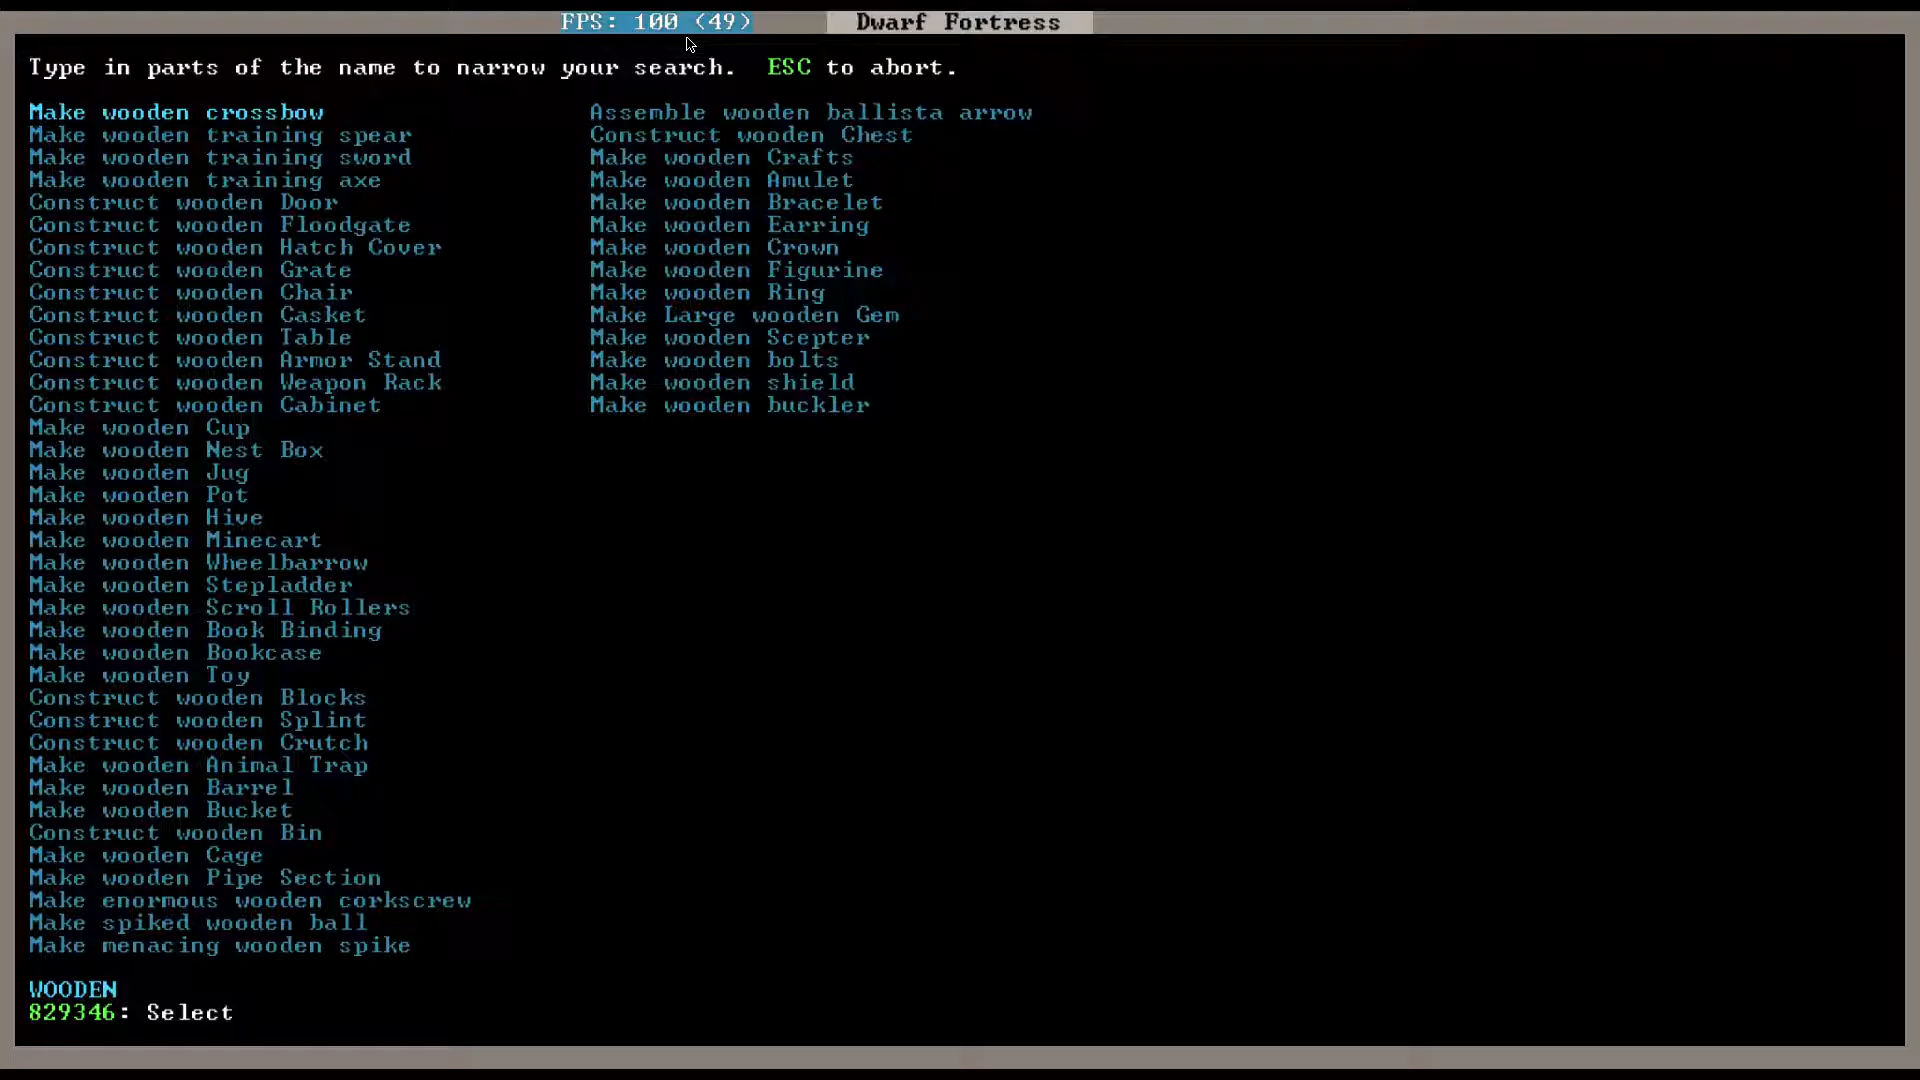 FPS: 100 (49) Dwarf Fortress
Type in parts of the name to narrow your search. ESC to abort.
Make wooden crossbow
Make wooden training spear
Make wooden training sword
Make wooden training axe
Construct wooden Door
Construct wooden Floodgate
Construct wooden Hatch Cover
Construct wooden Grate
Construct wooden Chair
Construct wooden Casket
Construct wooden Table
Construct wooden Armor Stand
Construct wooden Weapon Rack
Construct wooden Cabinet
Make wooden Cup
Make wooden Nest Box
Make wooden Jug
Make wooden Pot
Make wooden Hive
Make wooden Minecart
Make wooden Wheelbarrow
Make wooden Stepladder
Make wooden Scroll Rollers
Make wooden Book Binding
Make wooden Bookcase
Make wooden Toy
Construct wooden Blocks
Construct wooden Splint
Construct wooden Crutch
Make wooden Animal Trap
Make wooden Barrel
Make wooden Bucket
Construct wooden Bin
Make wooden Cage
Make wooden Pipe Section
Make enormous wooden corkscrew
Make spiked wooden ball
Make menacing wooden spike
Assemble wooden ballista arrow
Construct wooden Chest
Make wooden Crafts
Make wooden Amulet
Make wooden Bracelet
Make wooden Earring
Make wooden Crown
Make wooden Figurine
Make wooden Ring
Make Large wooden Gem
Make wooden Scepter
Make wooden bolts
Make wooden shield
Make wooden buckler
WOODEN
829346: Select